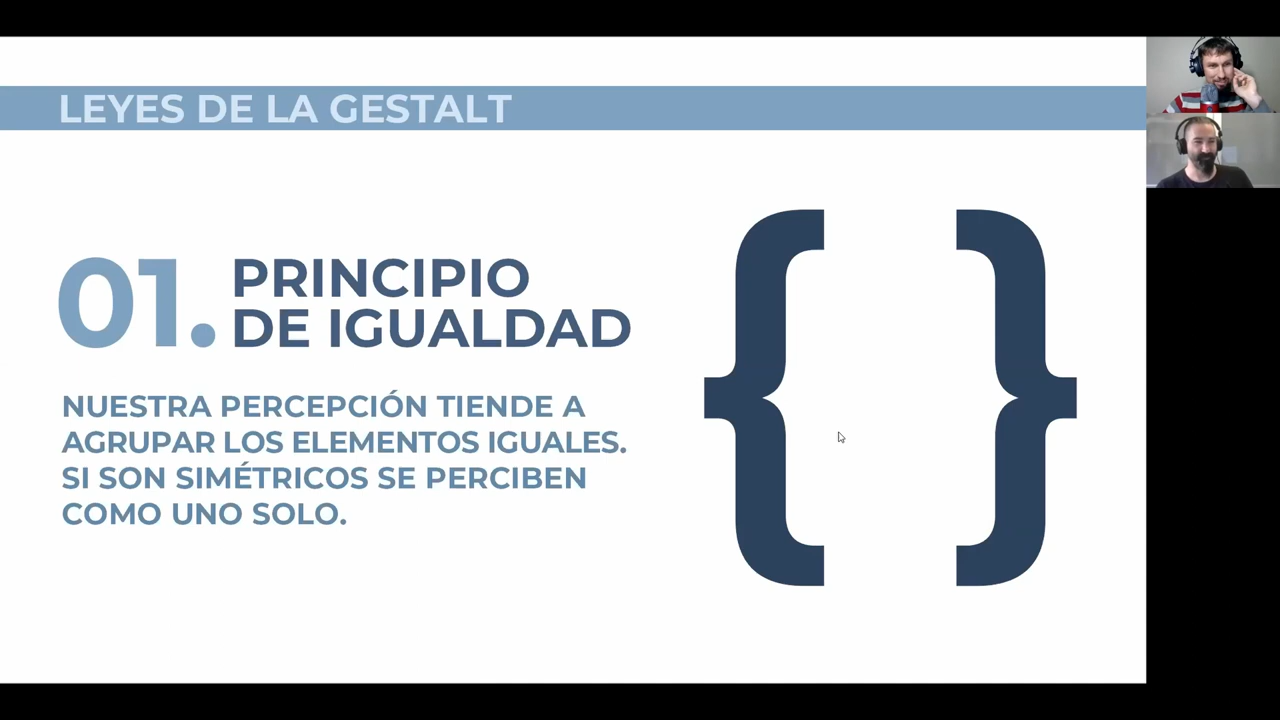 LEYES DE LA GESTALT
01. PRINCIPIO
DE IGUALDAD
NUESTRA PERCEPCIÓN TIENDE A
AGRUPAR LOS ELEMENTOS IGUALES.
SI SON SIMÉTRICOS SE PERCIBEN
COMO UNO SOLO.
{ }